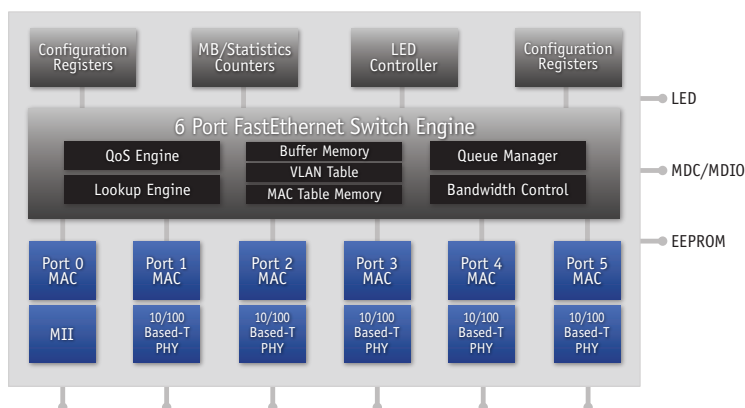 Configuration
Registers
MB/Statistics
Counters
LED
Controller
Configuration
Registers
LED
MDC/MDIO
EEPROM
6 Port FastEthernet Switch Engine
QoS Engine
Lookup Engine
Buffer Memory
VLAN Table
MAC Table Memory
Queue Manager
Bandwidth Control
Port 0
MAC
Port 1
MAC
Port 2
MAC
Port 3
MAC
Port 4
MAC
Port 5
MAC
MII
10/100
Based-T
PHY
10/100
Based-T
PHY
10/100
Based-T
PHY
10/100
Based-T
PHY
10/100
Based-T
PHY